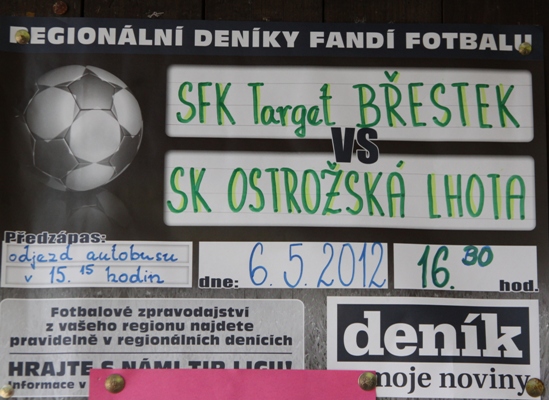 REGIONÁLNÍ DENÍKY FANDÍ FOTBALU
SFK Target BŘESTEK
VS
SK OSTROŽSKÁ LHOTA
Předzápas:
odjezd autobusu
v 15.15 hodin
dne: 6.5.2012
16.30 hod.
Fotbalové zpravodajství
z vašeho regionu najdete
pravidelně v regionálních denících
HRAJTE S NÁMI TIP LIGU!
Informace v
deník
moje noviny